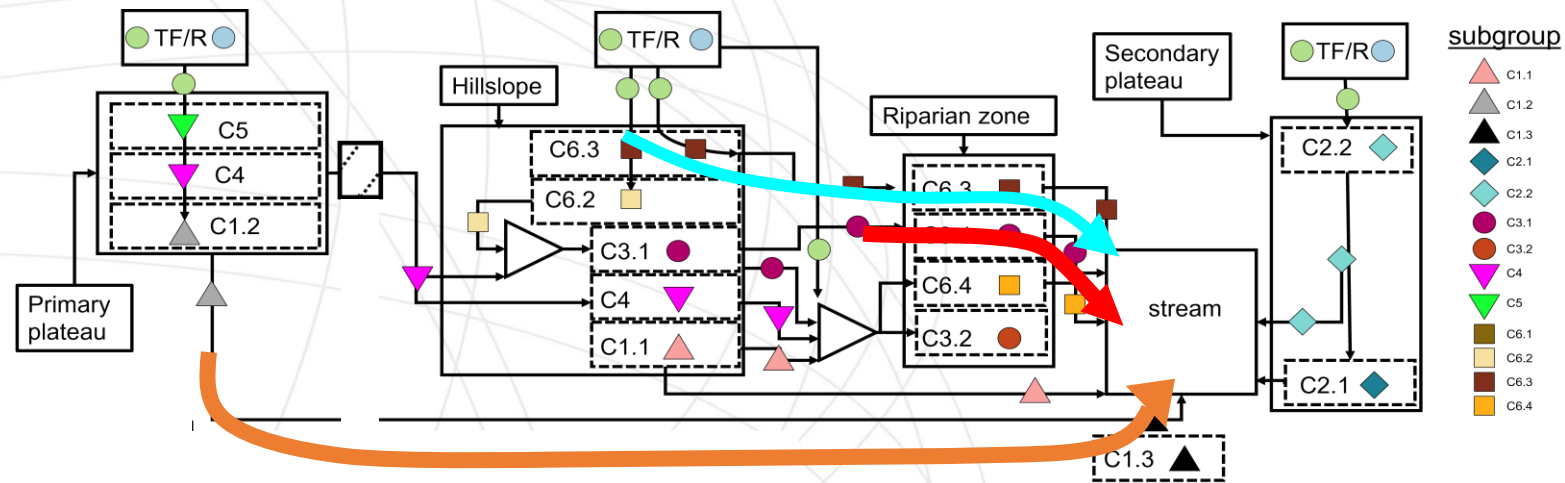 TF/R
C5
C4
C1.2
Primary
plateau
Hillslope
TF/R
C6.3
C6.2
C3.1
C4
C1.1
Riparian zone
C6.3
C6.4
C3.2
Secondary
plateau
stream
TF/R
C2.2
C2.1
C1.3
subgroup
C1.1
C1.2
C1.3
C2.1
C2.2
C3.1
C3.2
C4
C5
C6.1
C6.2
C6.3
C6.4